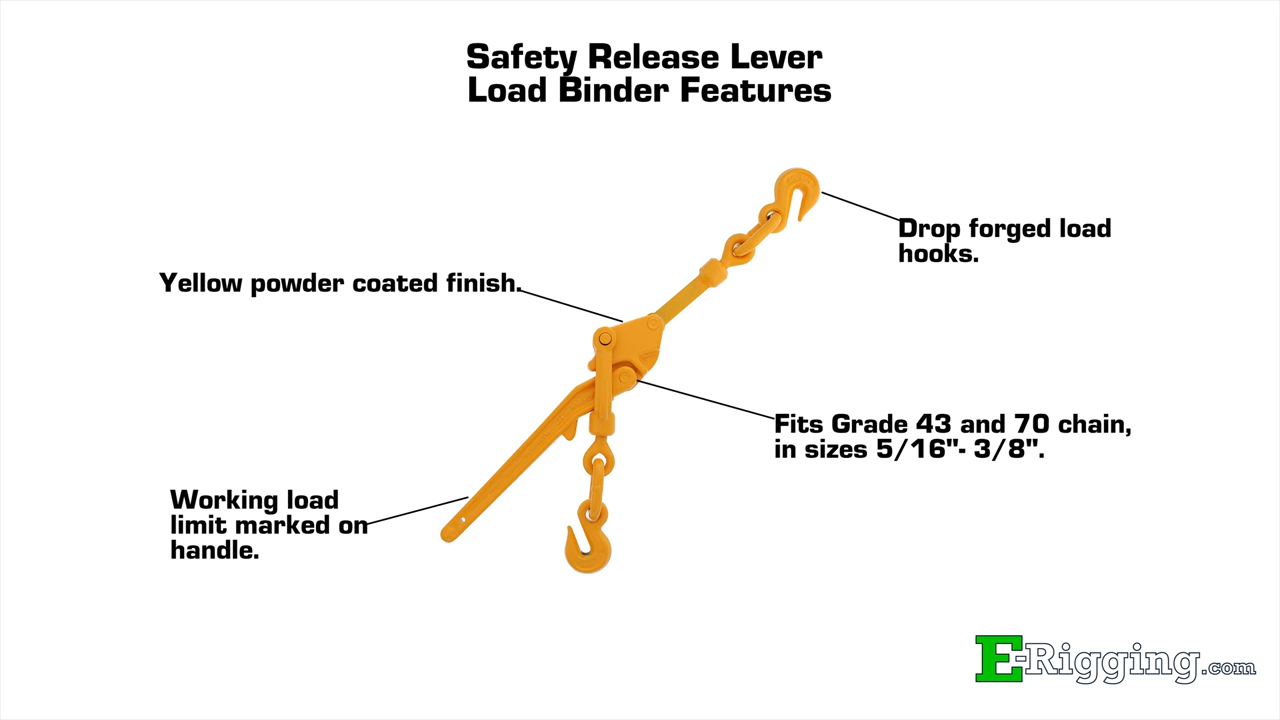 Safety Release Lever
Load Binder Features
Drop forged load
hooks.
Yellow powder coated finish.
Fits Grade 43 and 70 chain,
in sizes 5/16"- 3/8".
Working load
limit marked on
handle.
E-Rigging.com